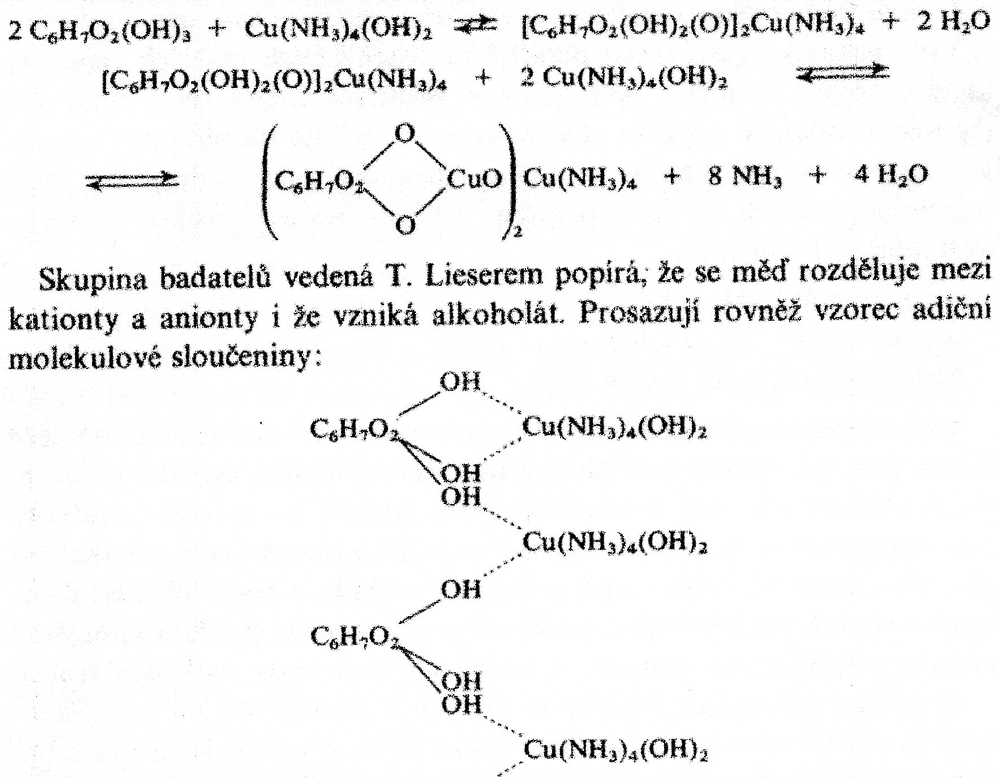 2 C₆H₇O₂(OH)₃ + Cu(NH₃)₄(OH)₂ ⇌ [C₆H₇O₂(OH)₂(O)]₂Cu(NH₃)₄ + 2 H₂O
[C₆H₇O₂(OH)₂(O)]₂Cu(NH₃)₄ + 2 Cu(NH₃)₄(OH)₂ ⇌
O
⇌ (C₆H₇O₂ CuO)₂ Cu(NH₃)₄ + 8 NH₃ + 4 H₂O
O
Skupina badatelů vedená T. Lieserem popírá, že se měď rozděluje mezi
kationty a anionty i že vzniká alkoholát. Prosazují rovněž vzorec adiční
molekulové sloučeniny:
OH
C₆H₇O₂ Cu(NH₃)₄(OH)₂
OH
OH
Cu(NH₃)₄(OH)₂
OH
C₆H₇O₂
OH
OH
Cu(NH₃)₄(OH)₂